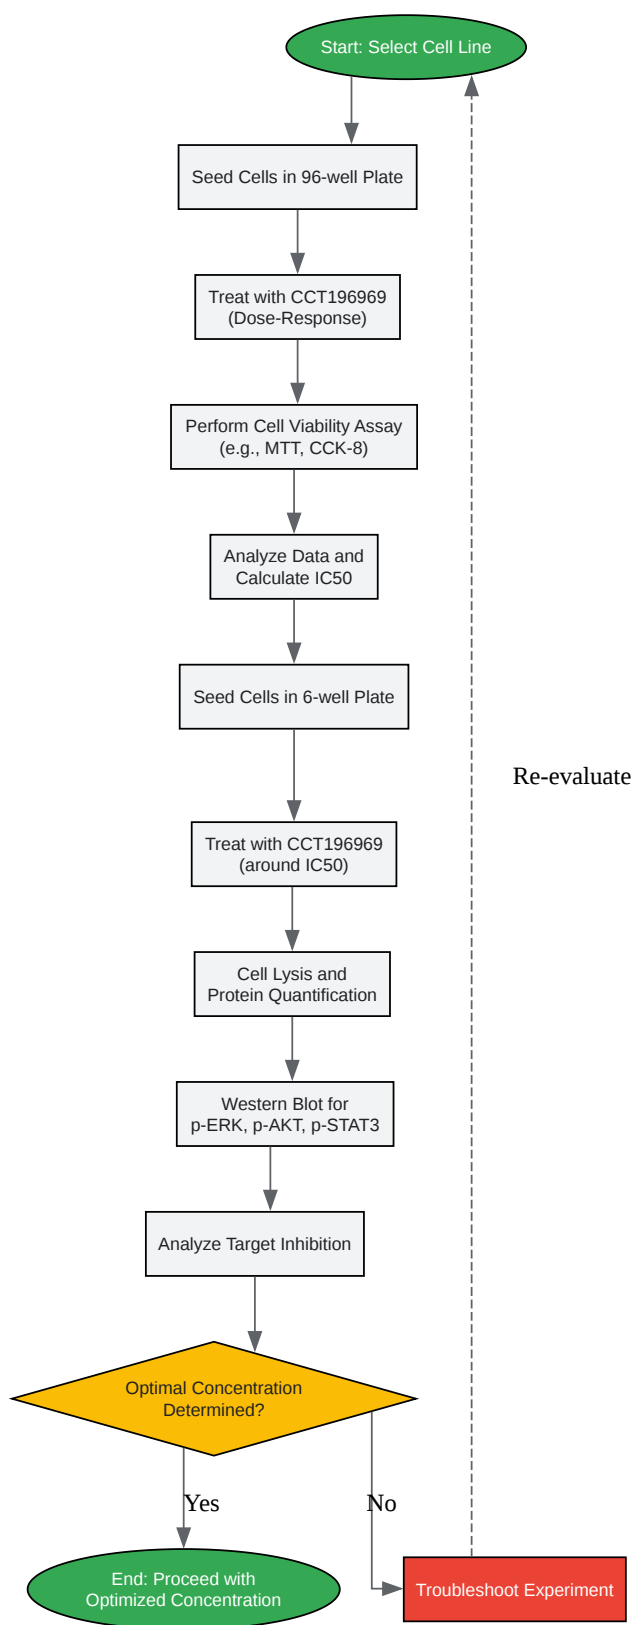 Start: Select Cell Line
Seed Cells in 96-well Plate
Treat with CCT196969
(Dose-Response)
Perform Cell Viability Assay
(e.g., MTT, CCK-8)
Analyze Data and
Calculate IC50
Seed Cells in 6-well Plate
Re-evaluate
Treat with CCT196969
(around IC50)
Cell Lysis and
Protein Quantification
Western Blot for
p-ERK, p-AKT, p-STAT3
Analyze Target Inhibition
Optimal Concentration
Determined?
Yes
No
End: Proceed with
Optimized Concentration
Troubleshoot Experiment